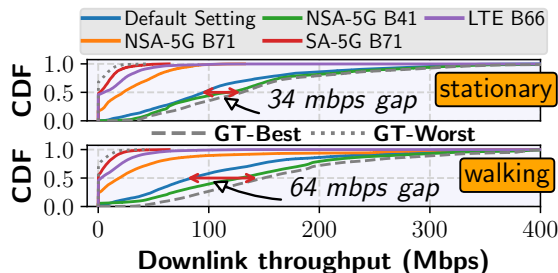 Default Setting NSA-5G B41 LTE B66
NSA-5G B71 SA-5G B71
CDF
1.0
0.5
0.0
34 mbps gap
stationary
GT-Best GT-Worst
CDF
1.0
0.5
0.0
64 mbps gap
walking
0 100 200 300 400
Downlink throughput (Mbps)